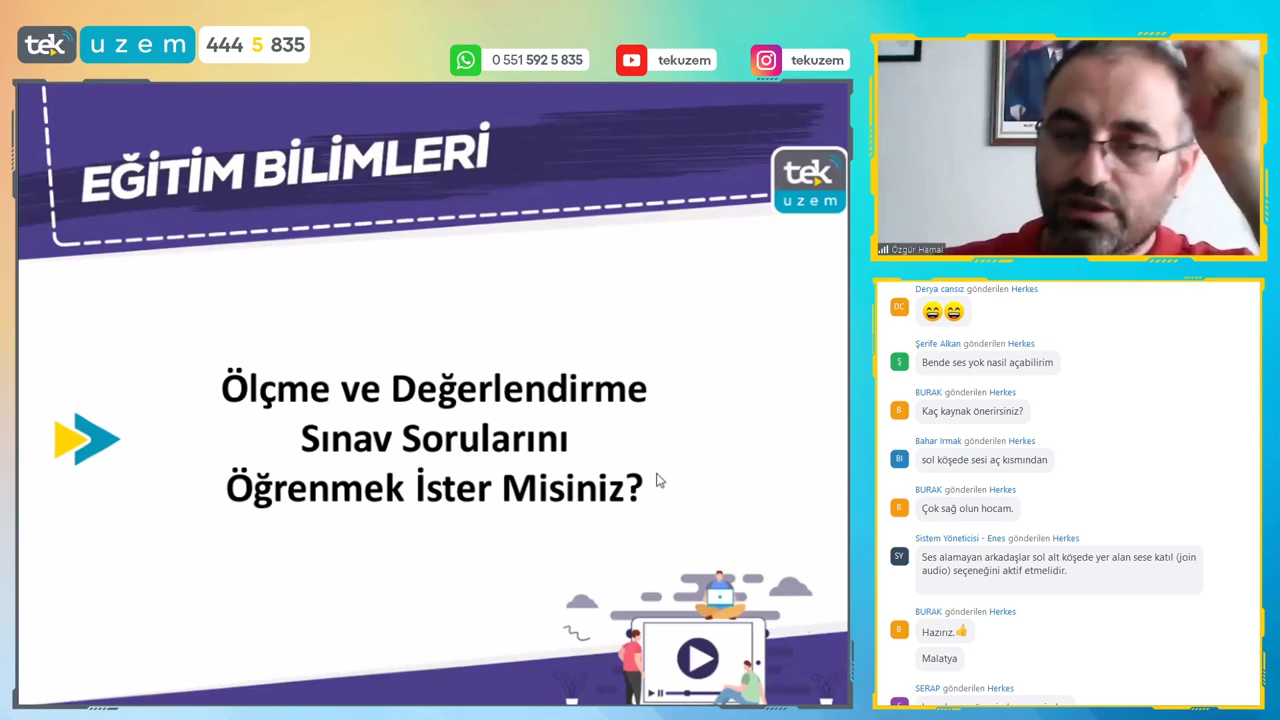 tek
uzem
444 5 835
0 551 592 5 835
tekuzem
tekuzem
EĞİTİM BİLİMLERİ
tek
uzem
Ölçme ve Değerlendirme
Sınav Sorularını
Öğrenmek İster Misiniz?
Özgür Hamal
Derya cansız gönderilen Herkes
DC
😄😄
Şerife Alkan gönderilen Herkes
Ş
Bende ses yok nasil açabilirim
BURAK gönderilen Herkes
B
Kaç kaynak önerirsiniz?
Bahar Irmak gönderilen Herkes
BI
sol köşede sesi aç kısmından
BURAK gönderilen Herkes
B
Çok sağ olun hocam.
Sistem Yöneticisi - Enes gönderilen Herkes
SY
Ses alamayan arkadaşlar sol alt köşede yer alan sese katıl (join
audio) seçeneğini aktif etmelidir.
BURAK gönderilen Herkes
B
Hazırız.👍
Malatya
SERAP gönderilen Herkes